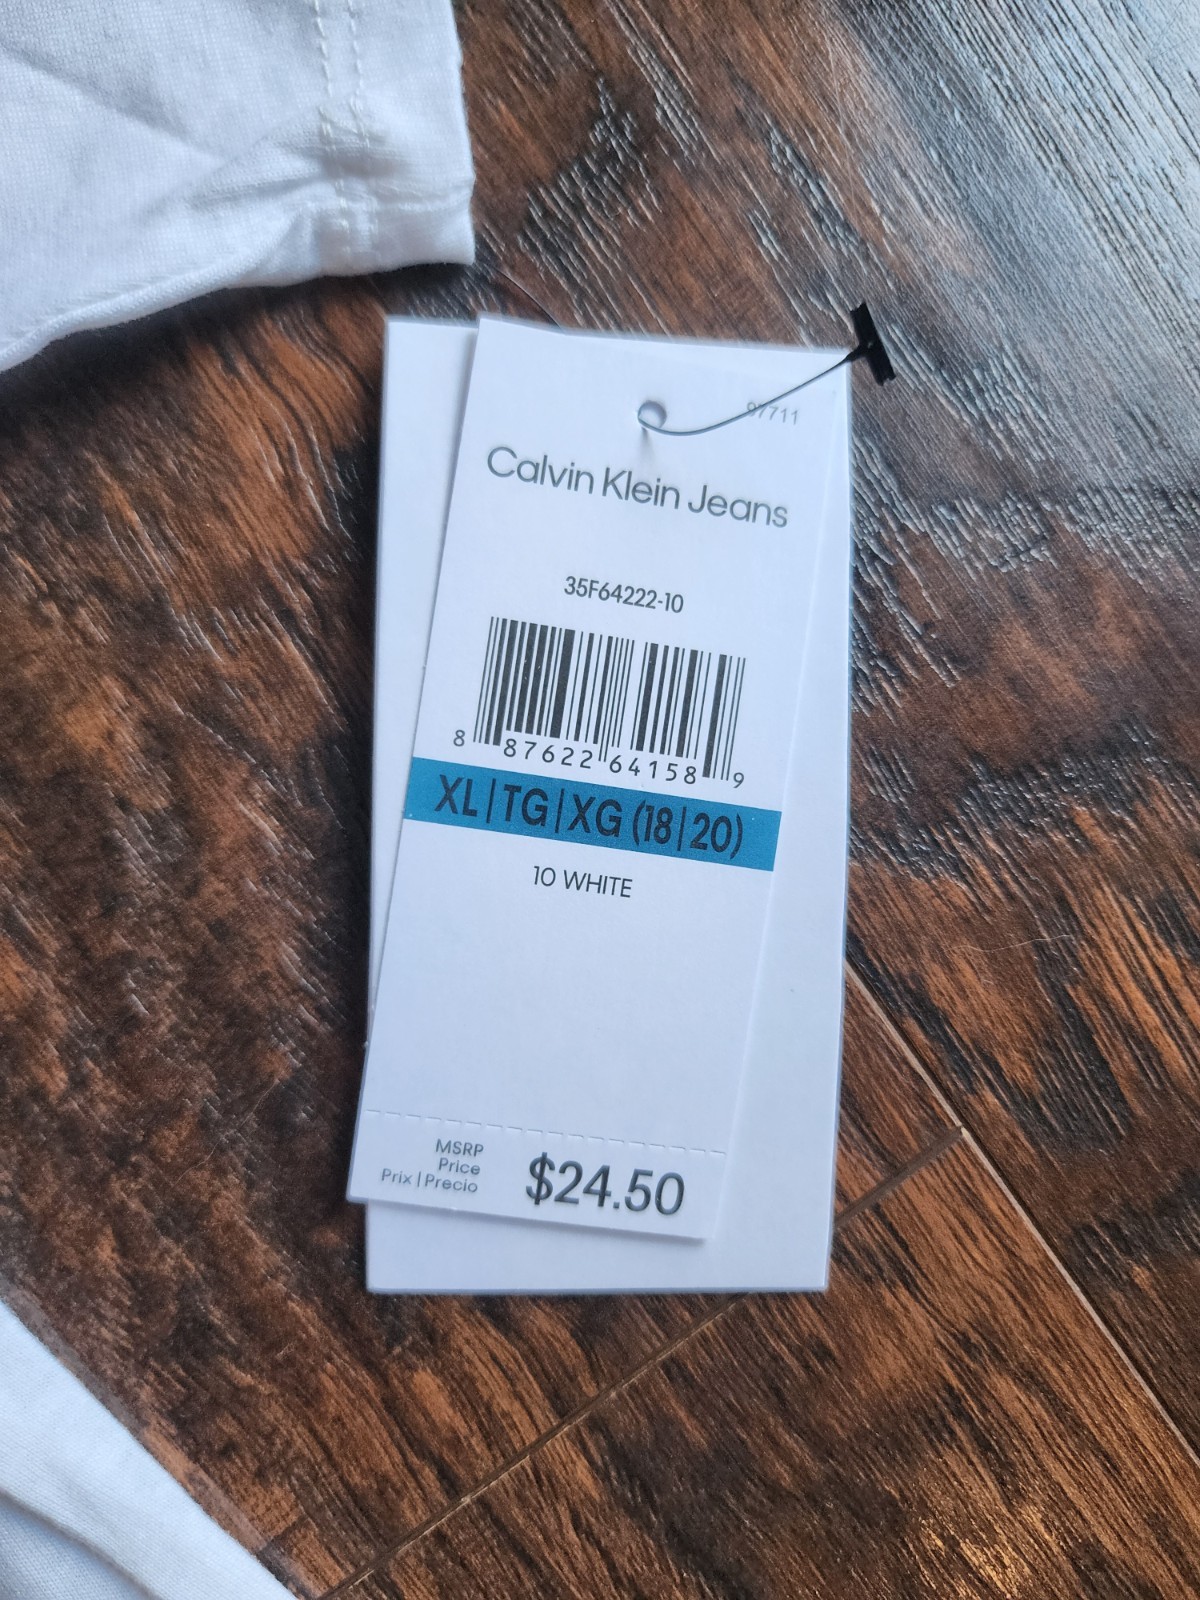 97711
Calvin Klein Jeans
35F64222-10
8 87622 64158 9
XL|TG|XG (18|20)
10 WHITE
MSRP
Price
Prix | Precio
$24.50